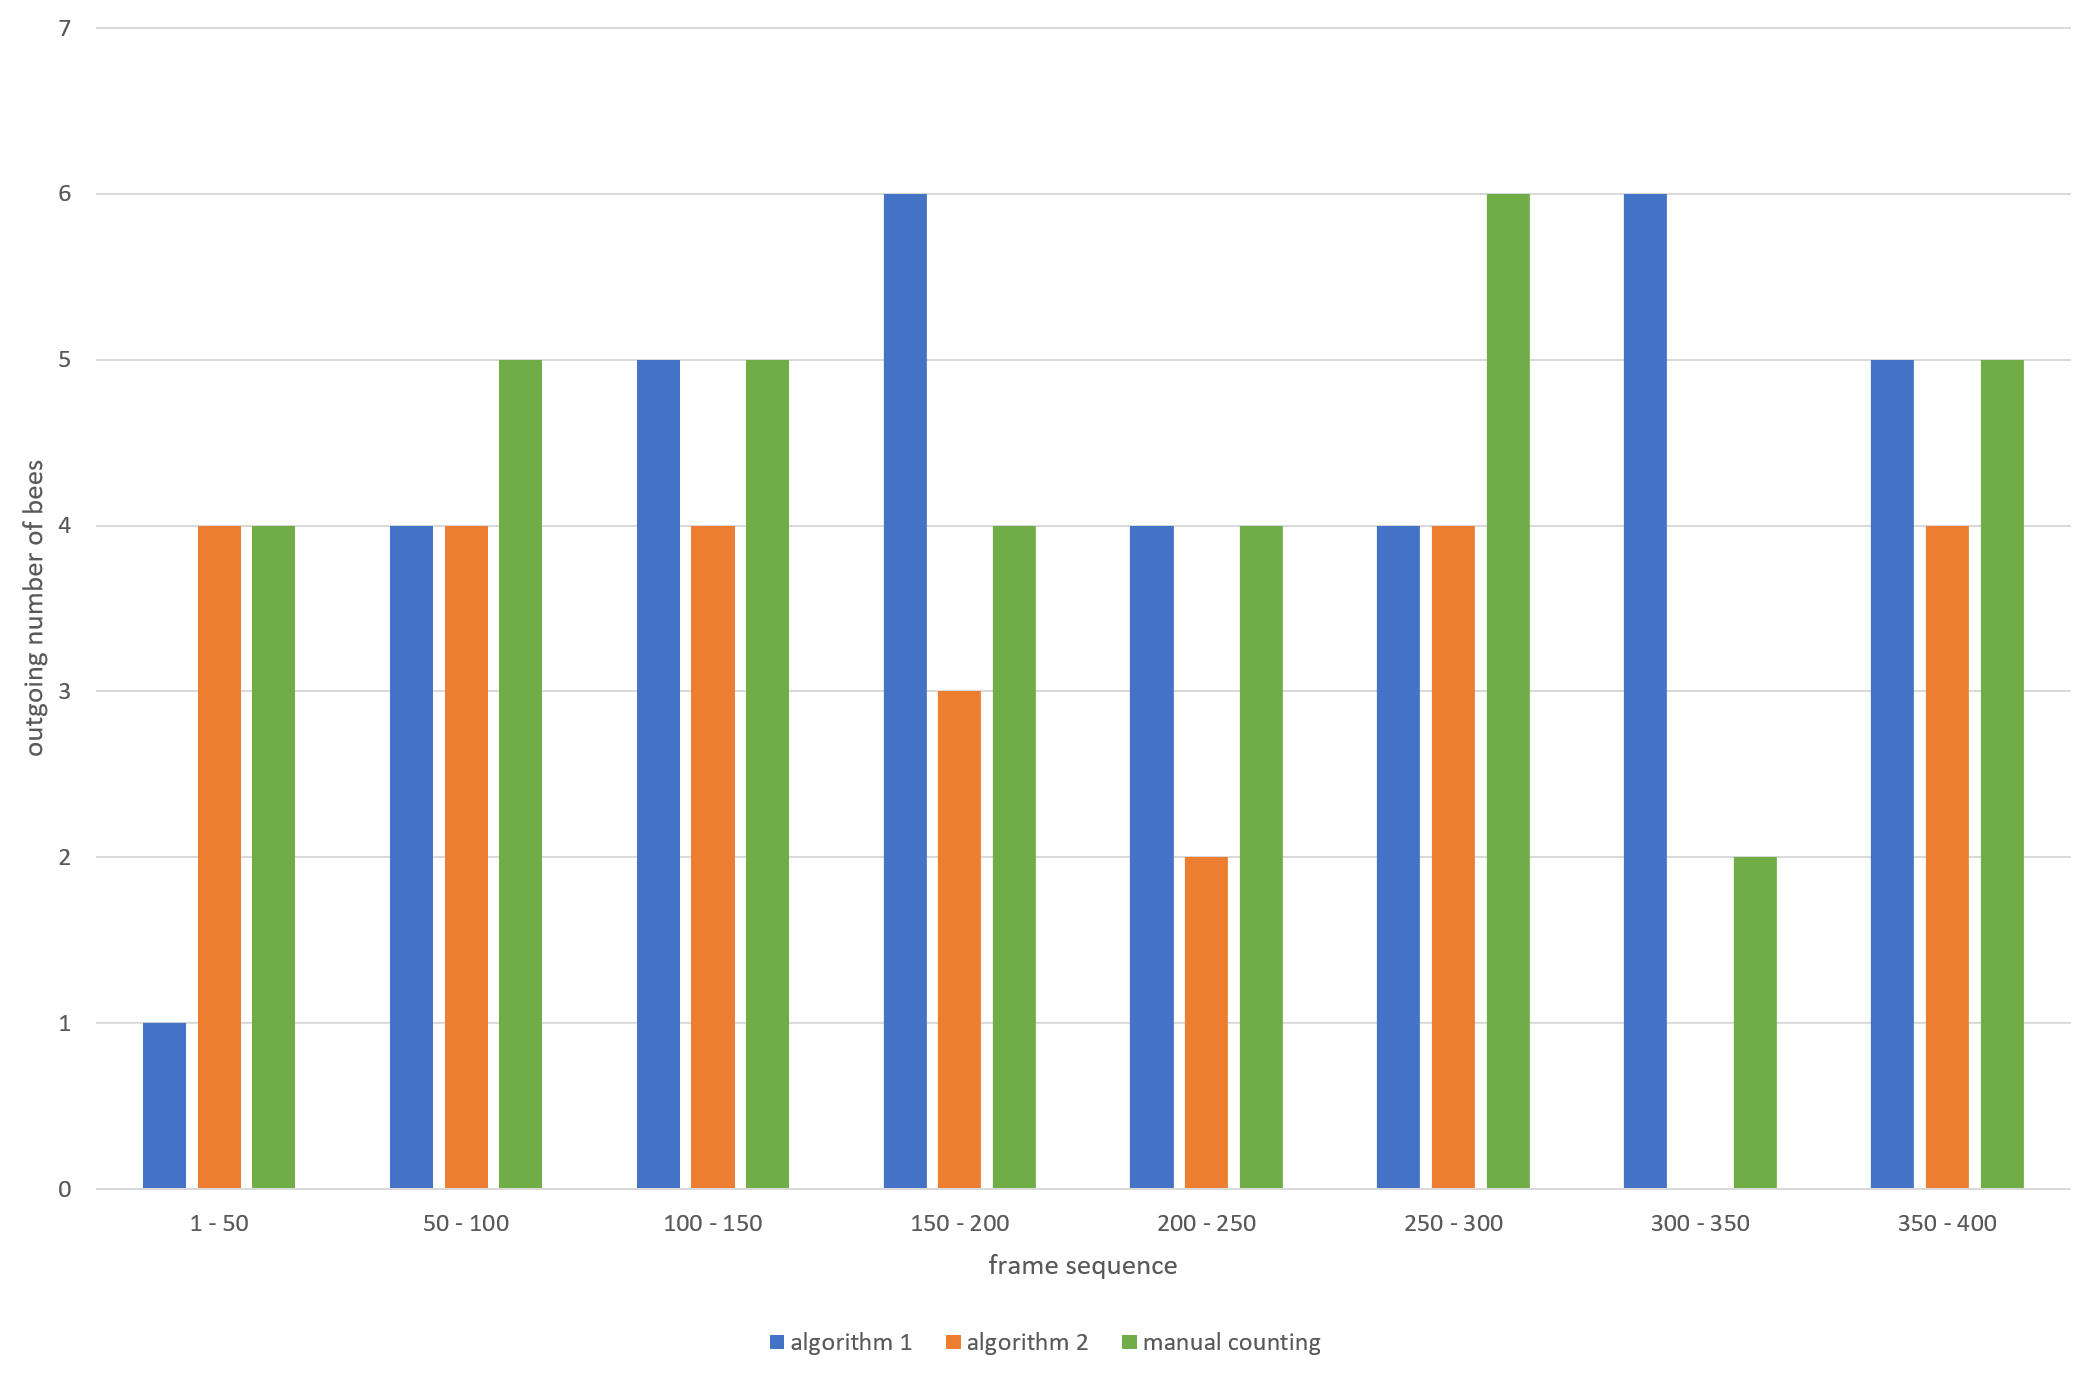 7
6
5
4
3
2
1
0
outgoing number of bees
1 - 50 50 - 100 100 - 150 150 - 200 200 - 250 250 - 300 300 - 350 350 - 400
frame sequence
algorithm 1 algorithm 2 manual counting